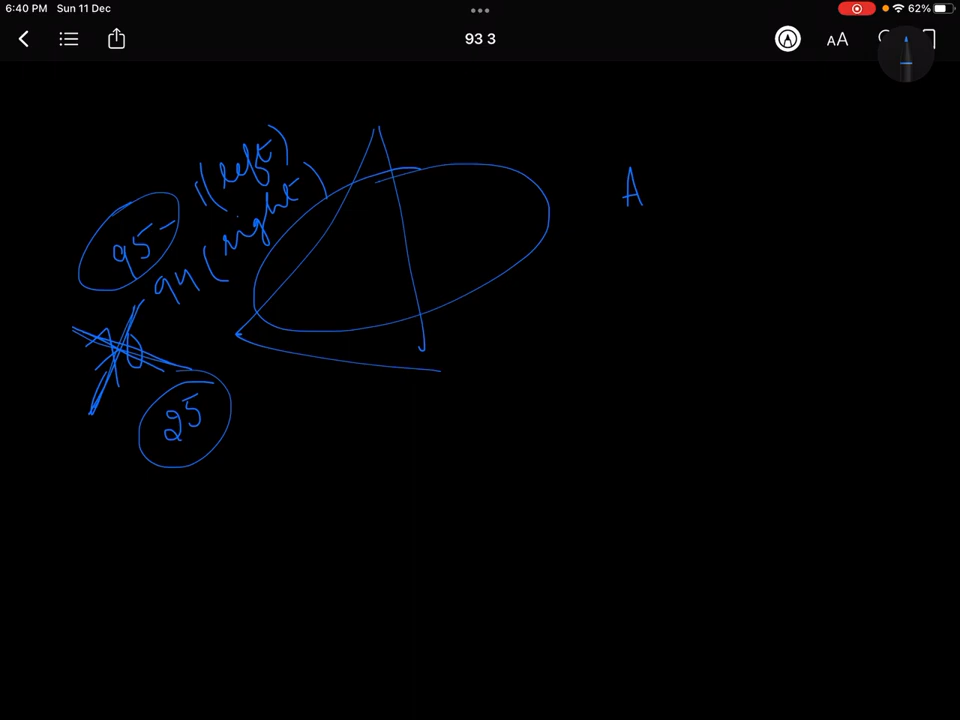 6:40 PM Sun 11 Dec
62%
93 3
AA
95 - (left)
94 (right)
25
A